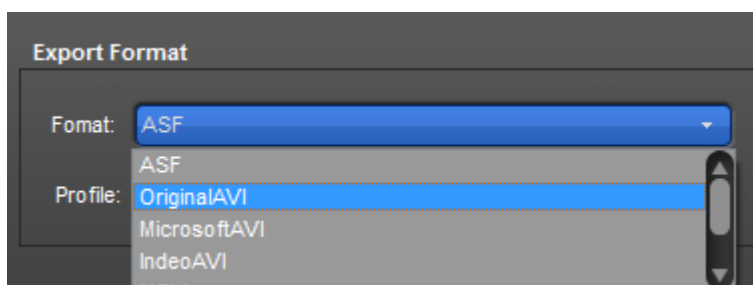 Export Format
Fomat: ASF
ASF
Profile: OriginalAVI
MicrosoftAVI
IndeoAVI